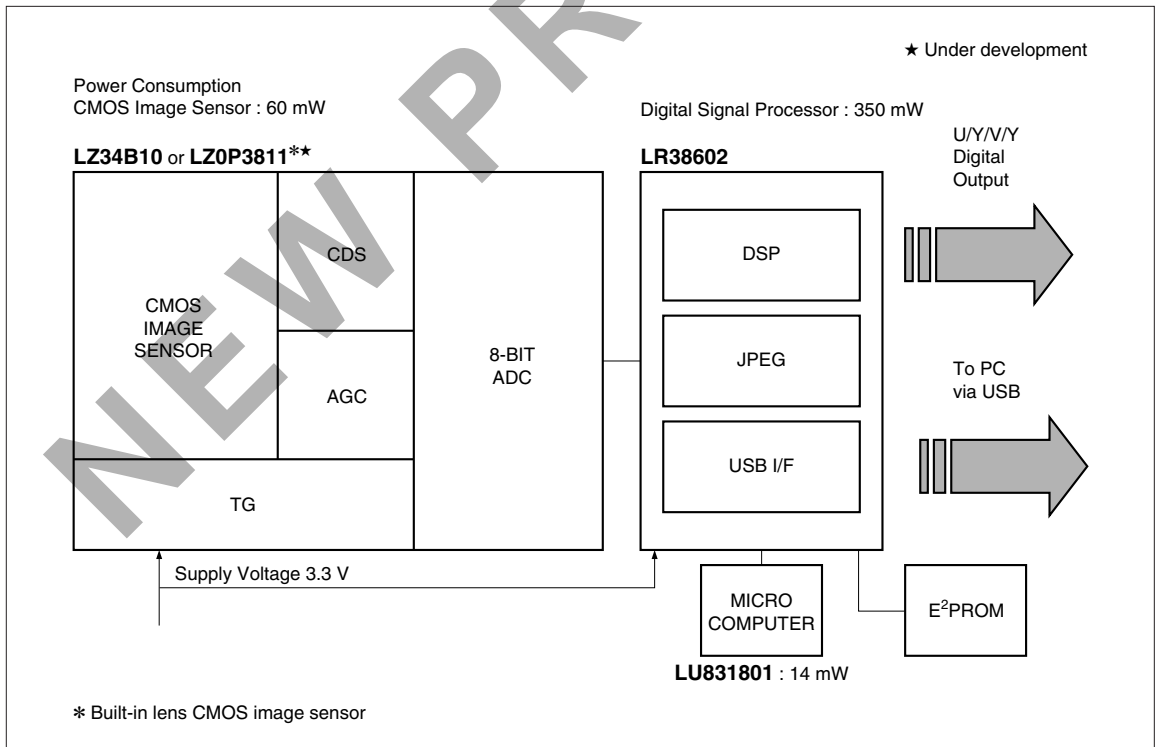 ★ Under development
Power Consumption
CMOS Image Sensor : 60 mW
Digital Signal Processor : 350 mW
LZ34B10 or LZ0P3811*★
LR38602
U/Y/V/Y
Digital
Output
CMOS
IMAGE
SENSOR
CDS
AGC
TG
8-BIT
ADC
DSP
JPEG
USB I/F
To PC
via USB
Supply Voltage 3.3 V
MICRO
COMPUTER
E²PROM
LU831801 : 14 mW
* Built-in lens CMOS image sensor
NEW PR